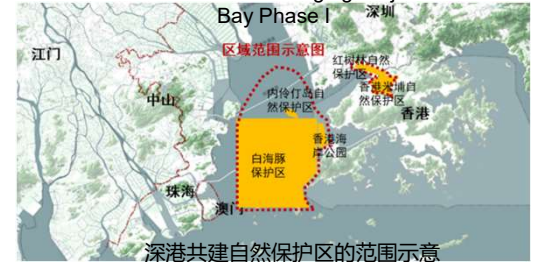 Bay Phase I
深圳
江门
区域范围示意图
红树林自然
保护区
中山
内伶仃岛自
然保护区
香港米埔自
然保护区
香港
香港海
岸公园
白海豚
保护区
珠海
澳门
深港共建自然保护区的范围示意